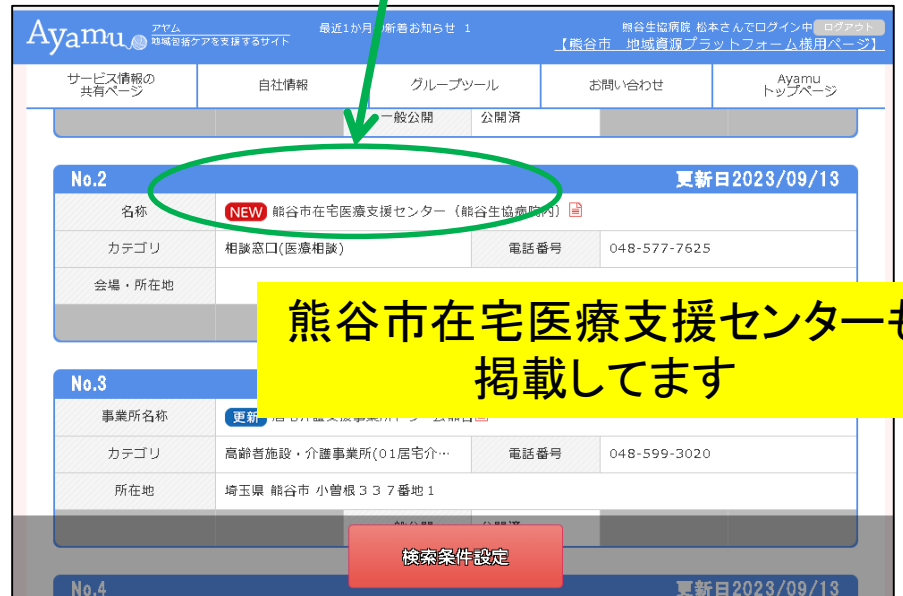 Ayamu アヤム 地域包括ケアを支援するサイト
最近1か月の新着お知らせ 1
熊谷生協病院 松本さんでログイン中 ログアウト
【熊谷市 地域資源プラットフォーム様用ページ】
サービス情報の共有ページ
自社情報
グループツール
お問い合わせ
Ayamuトップページ
一般公開 公開済
No.2 更新日2023/09/13
名称 NEW 熊谷市在宅医療支援センター（熊谷生協病院内）
カテゴリ 相談窓口(医療相談) 電話番号 048-577-7625
会場・所在地
熊谷市在宅医療支援センターも
掲載してます
No.3
事業所名称 更新
カテゴリ 高齢者施設・介護事業所(01居宅介… 電話番号 048-599-3020
所在地 埼玉県 熊谷市 小曽根３３７番地１
一般公開 公開済
検索条件設定
No.4 更新日2023/09/13